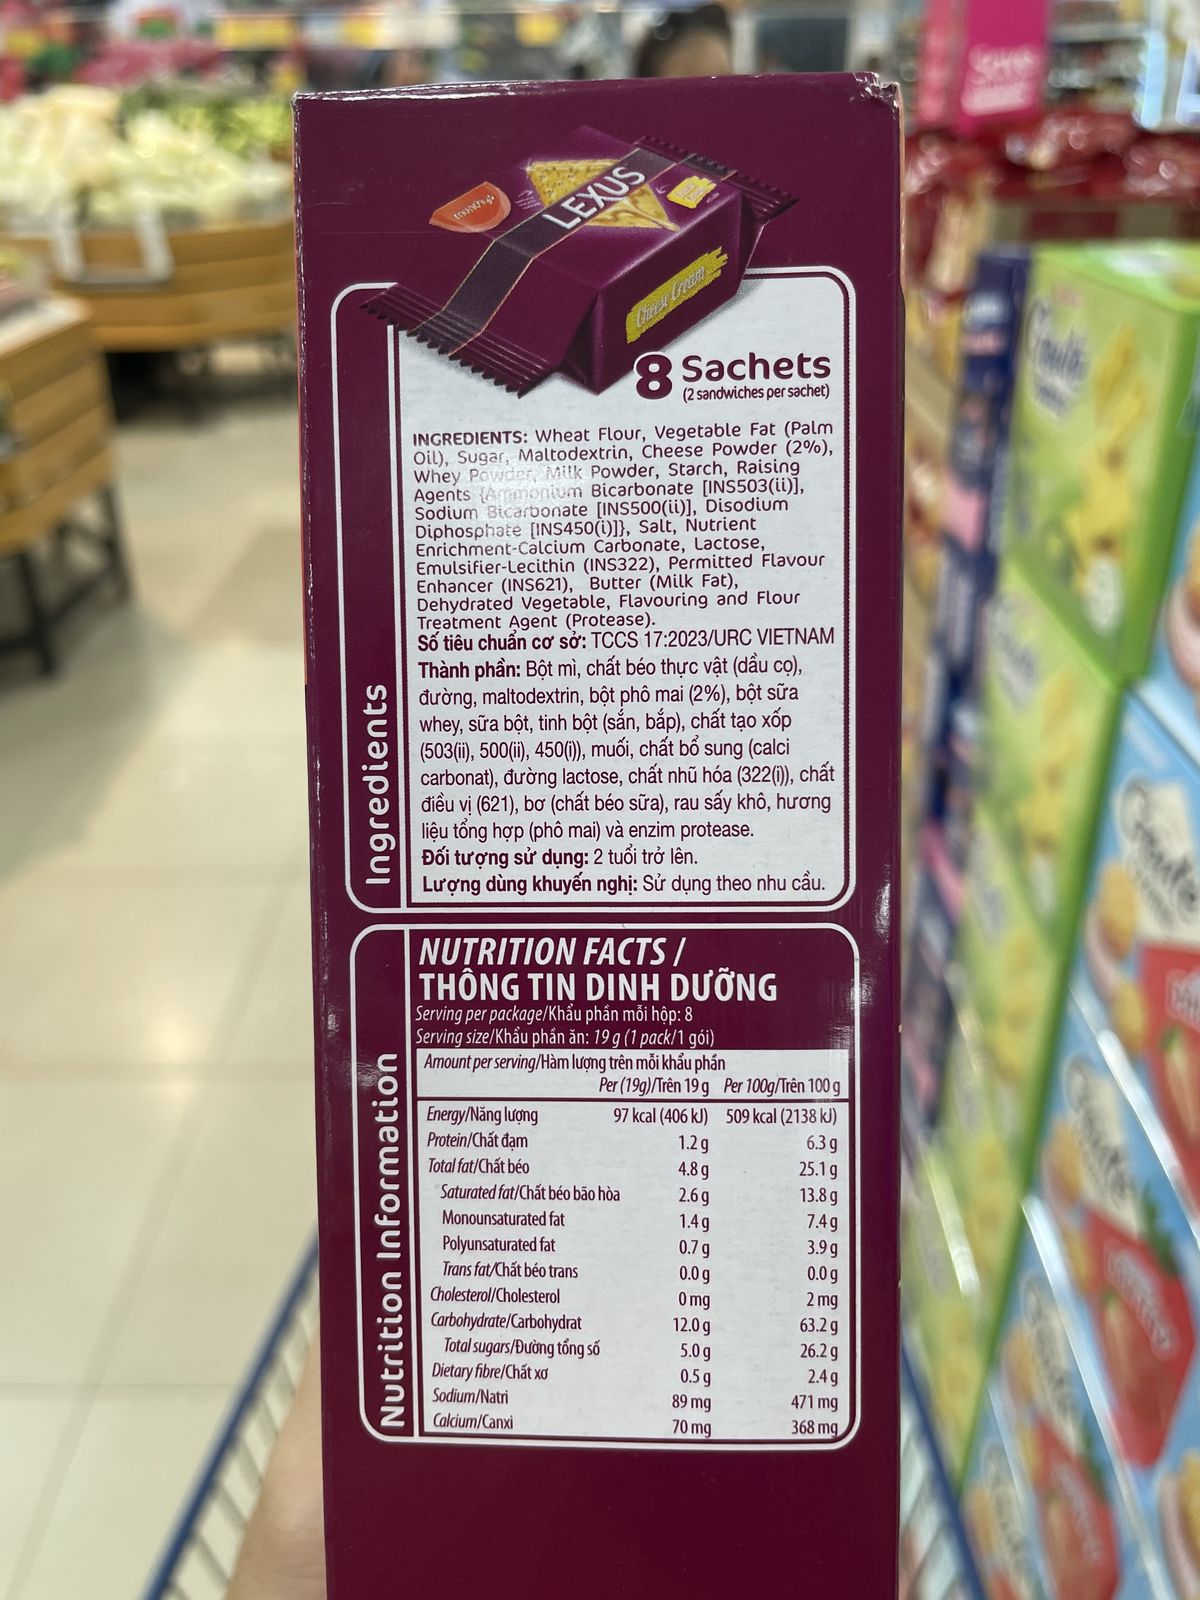 LEXUS
Cheese Cream
8 Sachets
(2 sandwiches per sachet)
Ingredients
INGREDIENTS: Wheat Flour, Vegetable Fat (Palm
Oil), Sugar, Maltodextrin, Cheese Powder (2%),
Whey Powder, Milk Powder, Starch, Raising
Agents {Ammonium Bicarbonate [INS503(ii)],
Sodium Bicarbonate [INS500(ii)], Disodium
Diphosphate [INS450(i)]}, Salt, Nutrient
Enrichment-Calcium Carbonate, Lactose,
Emulsifier-Lecithin (INS322), Permitted Flavour
Enhancer (INS621), Butter (Milk Fat),
Dehydrated Vegetable, Flavouring and Flour
Treatment Agent (Protease).
Số tiêu chuẩn cơ sở: TCCS 17:2023/URC VIETNAM
Thành phần: Bột mì, chất béo thực vật (dầu cọ),
đường, maltodextrin, bột phô mai (2%), bột sữa
whey, sữa bột, tinh bột (sắn, bắp), chất tạo xốp
(503(ii), 500(ii), 450(i)), muối, chất bổ sung (calci
carbonat), đường lactose, chất nhũ hóa (322(i)), chất
điều vị (621), bơ (chất béo sữa), rau sấy khô, hương
liệu tổng hợp (phô mai) và enzim protease.
Đối tượng sử dụng: 2 tuổi trở lên.
Lượng dùng khuyến nghị: Sử dụng theo nhu cầu.
Nutrition Information
NUTRITION FACTS /
THÔNG TIN DINH DƯỠNG
Serving per package/Khẩu phần mỗi hộp: 8
Serving size/Khẩu phần ăn: 19 g (1 pack/1 gói)
Amount per serving/Hàm lượng trên mỗi khẩu phần
Per (19g)/Trên 19 g Per 100g/Trên 100 g
Energy/Năng lượng 97 kcal (406 kJ) 509 kcal (2138 kJ)
Protein/Chất đạm 1.2 g 6.3 g
Total fat/Chất béo 4.8 g 25.1 g
Saturated fat/Chất béo bão hòa 2.6 g 13.8 g
Monounsaturated fat 1.4 g 7.4 g
Polyunsaturated fat 0.7 g 3.9 g
Trans fat/Chất béo trans 0.0 g 0.0 g
Cholesterol/Cholesterol 0 mg 2 mg
Carbohydrate/Carbohydrat 12.0 g 63.2 g
Total sugars/Đường tổng số 5.0 g 26.2 g
Dietary fibre/Chất xơ 0.5 g 2.4 g
Sodium/Natri 89 mg 471 mg
Calcium/Canxi 70 mg 368 mg